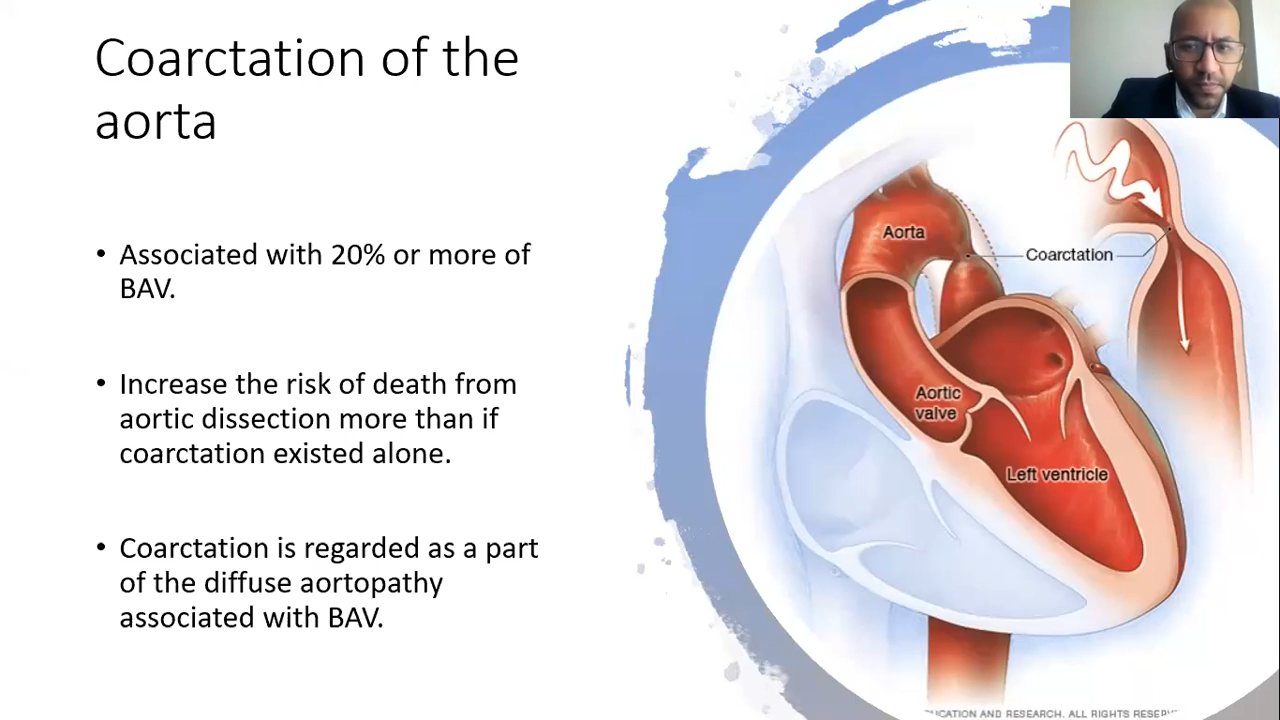 Coarctation of the
aorta
• Associated with 20% or more of
BAV.
• Increase the risk of death from
aortic dissection more than if
coarctation existed alone.
• Coarctation is regarded as a part
of the diffuse aortopathy
associated with BAV.
Aorta
Coarctation
Aortic
valve
Left ventricle
AND RESEARCH. ALL RIGHTS